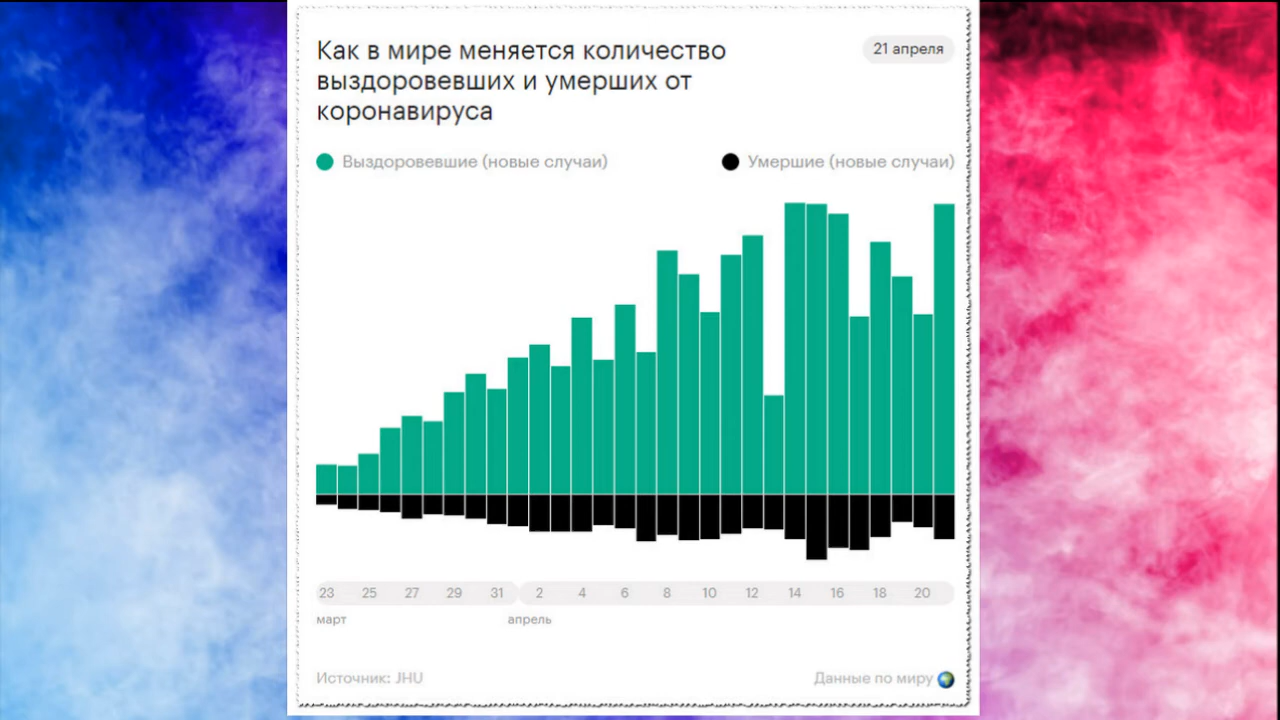 Как в мире меняется количество
выздоровевших и умерших от
коронавируса
21 апреля
Выздоровевшие (новые случаи)
Умершие (новые случаи)
23 25 27 29 31 2 4 6 8 10 12 14 16 18 20
март апрель
Источник: JHU
Данные по миру